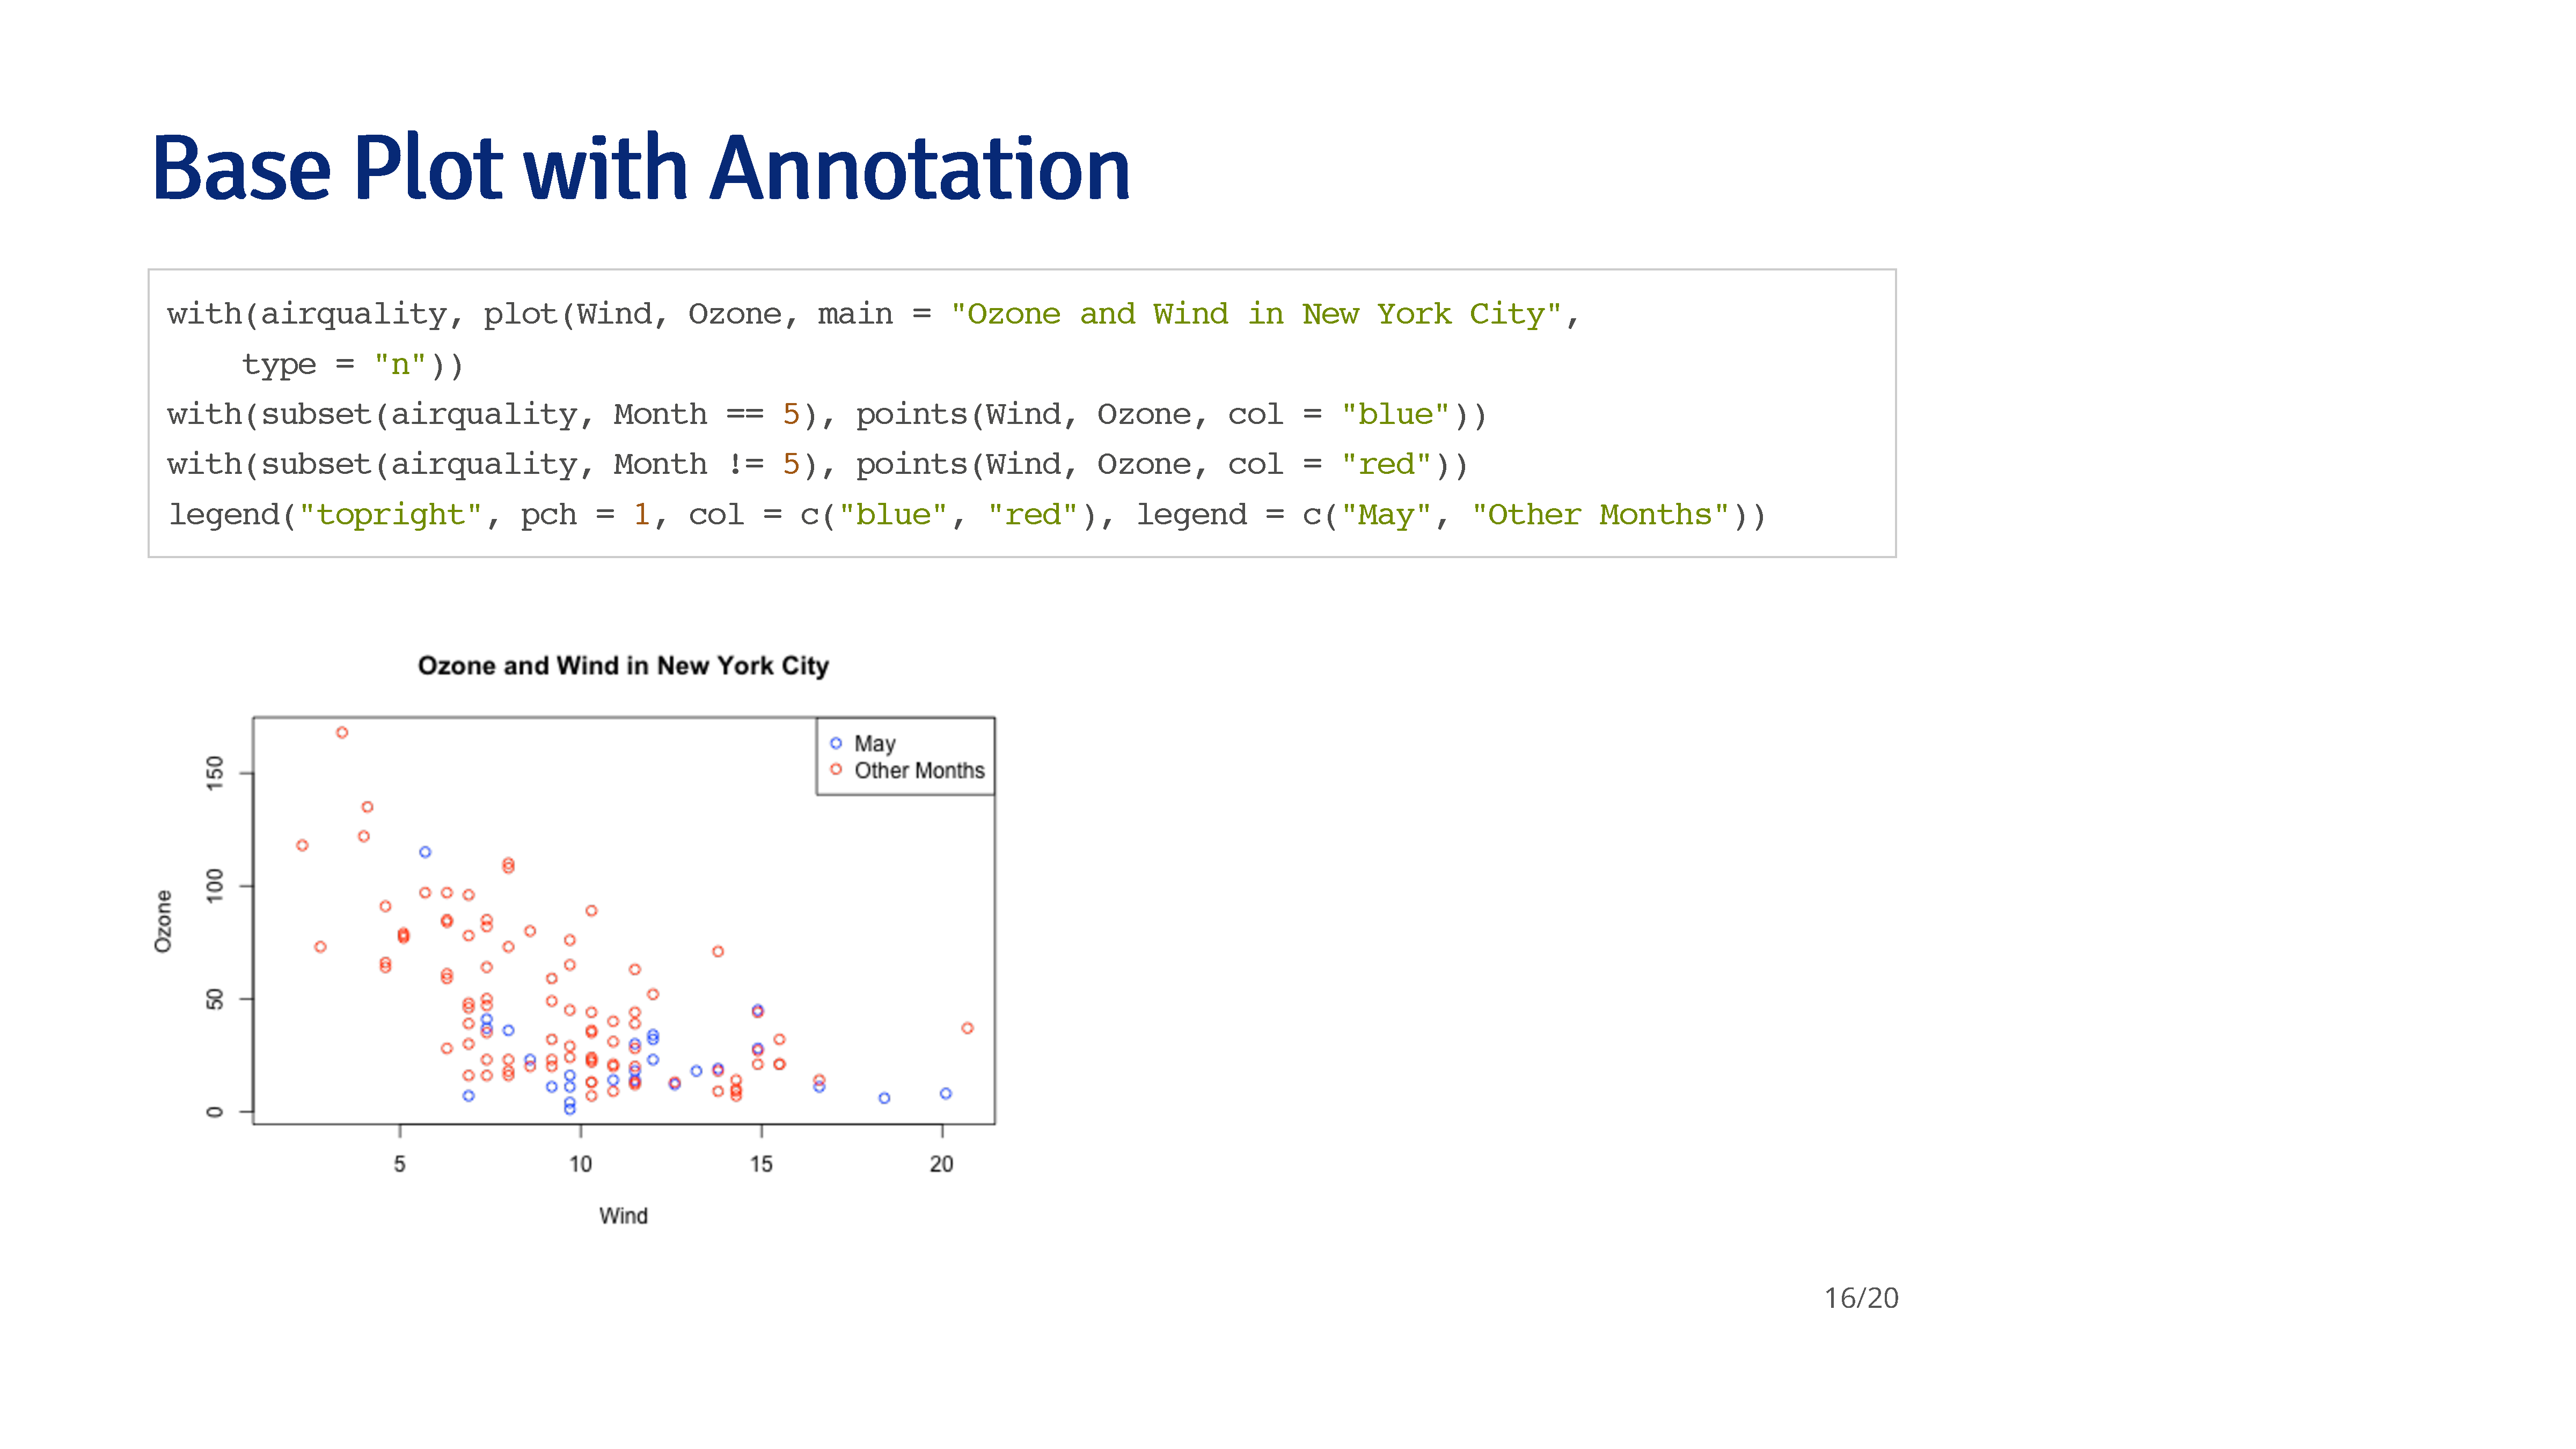 Base Plot with Annotation
with(airquality, plot(Wind, Ozone, main = "Ozone and Wind in New York City",
    type = "n"))
with(subset(airquality, Month == 5), points(Wind, Ozone, col = "blue"))
with(subset(airquality, Month != 5), points(Wind, Ozone, col = "red"))
legend("topright", pch = 1, col = c("blue", "red"), legend = c("May", "Other Months"))
Ozone and Wind in New York City
May
Other Months
150
100
50
0
Ozone
5 10 15 20
Wind
16/20